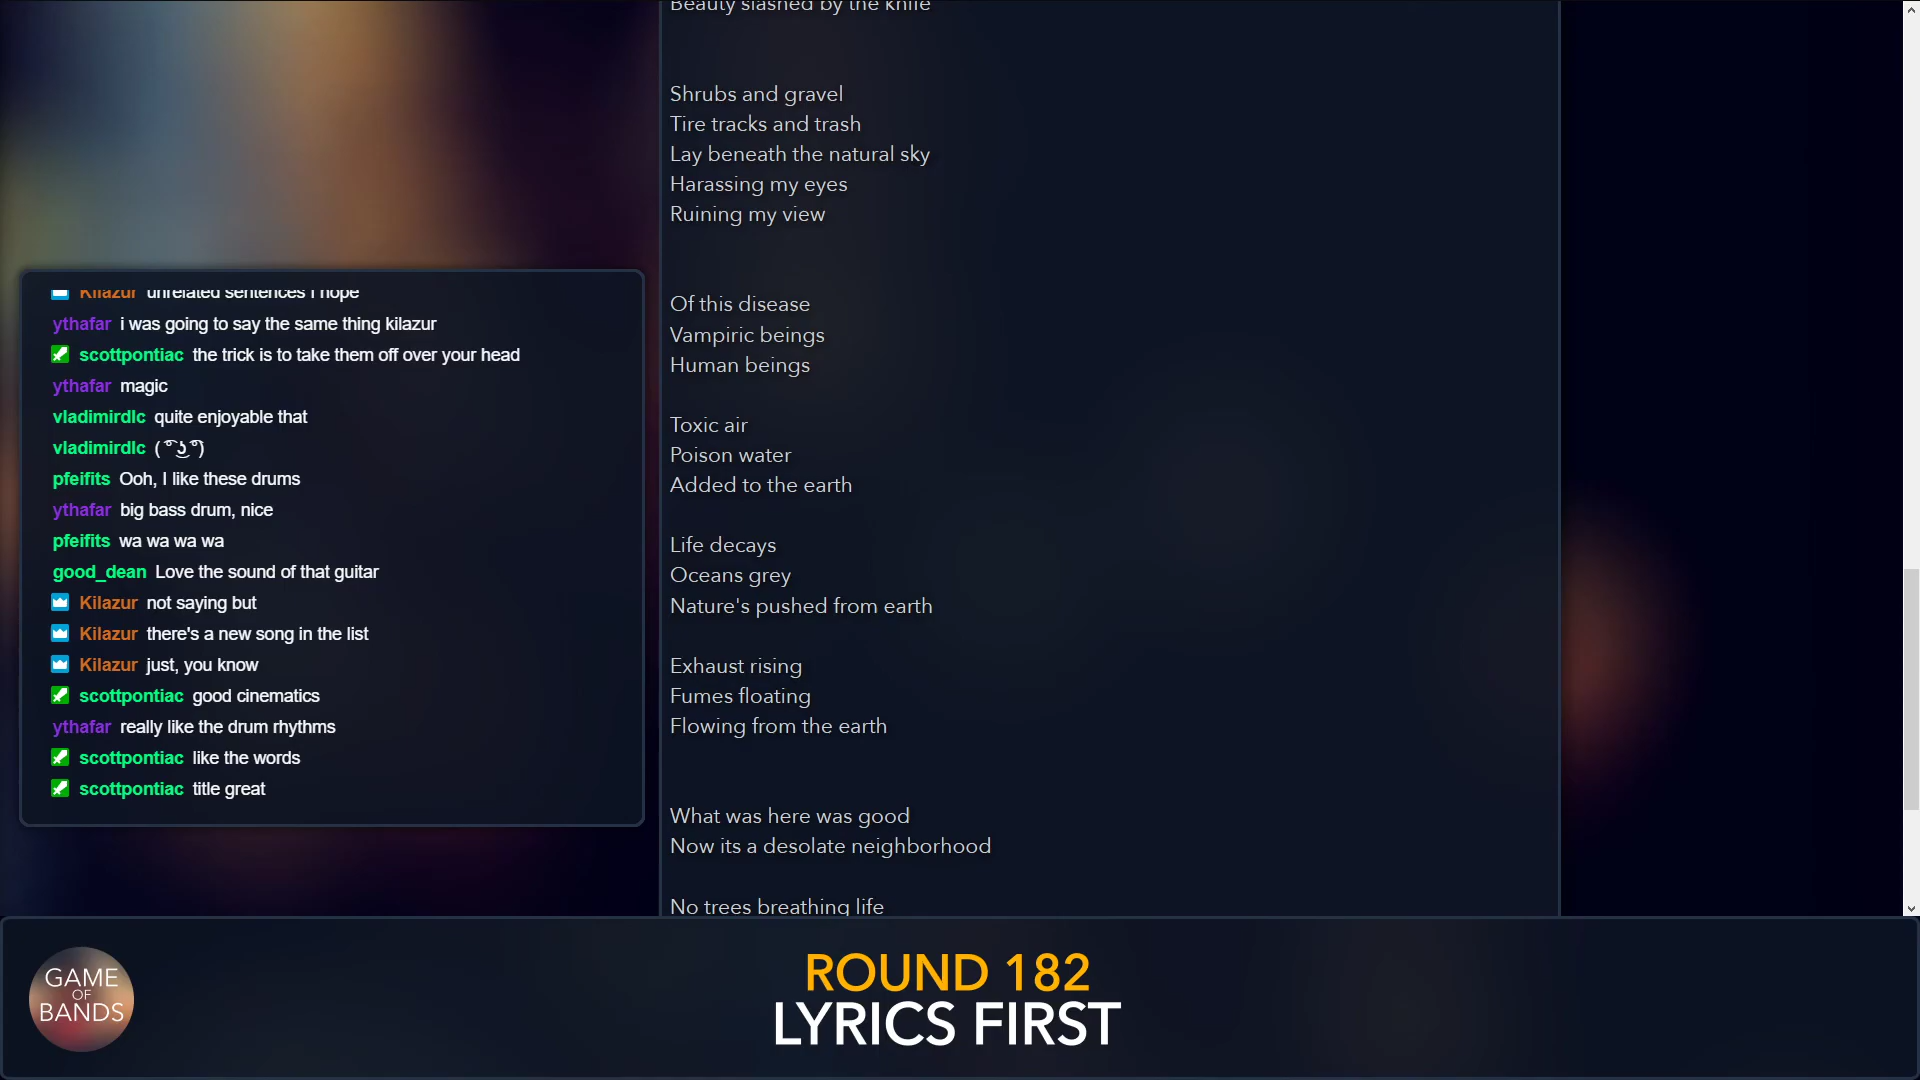 Beauty slashed by the knife
Shrubs and gravel
Tire tracks and trash
Lay beneath the natural sky
Harassing my eyes
Ruining my view
Of this disease
Vampiric beings
Human beings
Toxic air
Poison water
Added to the earth
Life decays
Oceans grey
Nature's pushed from earth
Exhaust rising
Fumes floating
Flowing from the earth
What was here was good
Now its a desolate neighborhood
No trees breathing life
Kilazur unrelated sentences I hope
ythafar i was going to say the same thing kilazur
scottpontiac the trick is to take them off over your head
ythafar magic
vladimirdlc quite enjoyable that
vladimirdlc ( ͡° ͜ʖ ͡°)
pfeifits Ooh, I like these drums
ythafar big bass drum, nice
pfeifits wa wa wa wa
good_dean Love the sound of that guitar
Kilazur not saying but
Kilazur there's a new song in the list
Kilazur just, you know
scottpontiac good cinematics
ythafar really like the drum rhythms
scottpontiac like the words
scottpontiac title great
GAME
OF
BANDS
ROUND 182
LYRICS FIRST